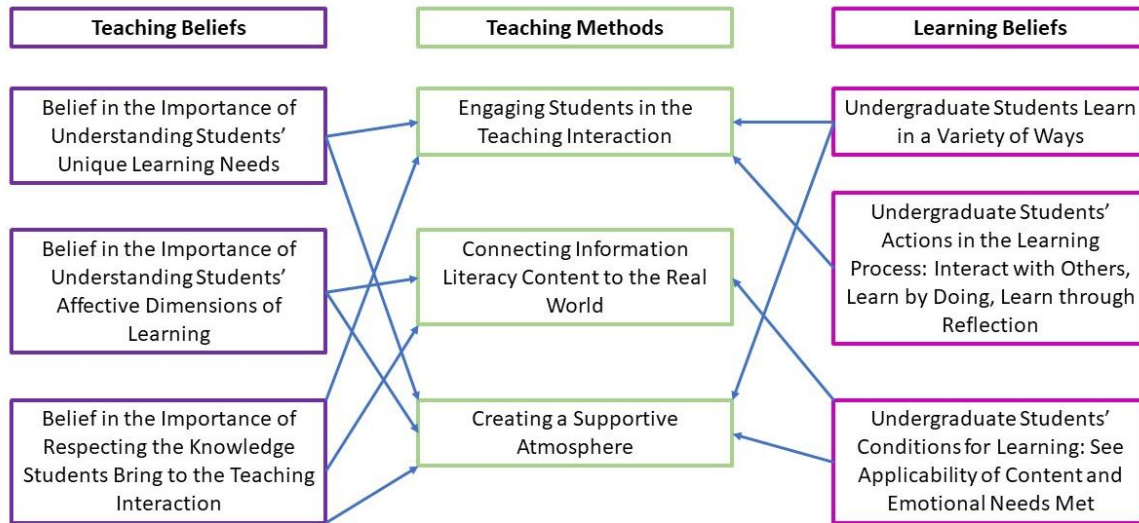 Teaching Beliefs
Teaching Methods
Learning Beliefs
Belief in the Importance of
Understanding Students’
Unique Learning Needs
Engaging Students in the
Teaching Interaction
Undergraduate Students Learn
in a Variety of Ways
Belief in the Importance of
Understanding Students’
Affective Dimensions of
Learning
Connecting Information
Literacy Content to the Real
World
Undergraduate Students’
Actions in the Learning
Process: Interact with Others,
Learn by Doing, Learn through
Reflection
Belief in the Importance of
Respecting the Knowledge
Students Bring to the Teaching
Interaction
Creating a Supportive
Atmosphere
Undergraduate Students’
Conditions for Learning: See
Applicability of Content and
Emotional Needs Met